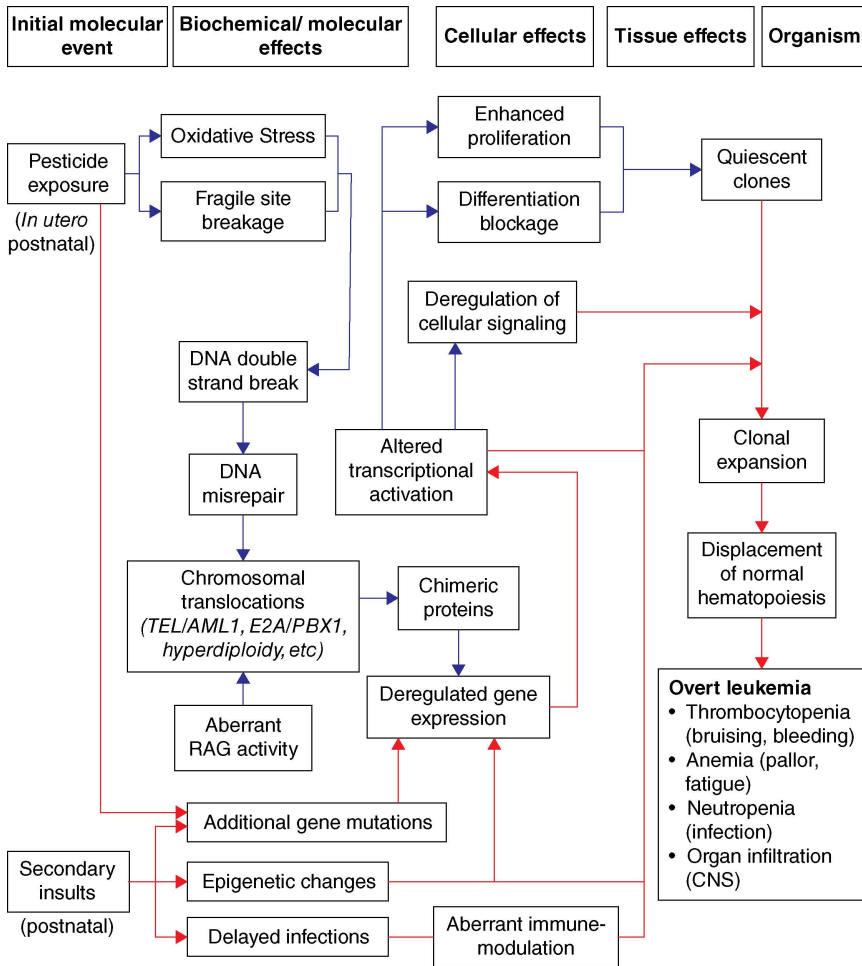 Initial molecular
event
Biochemical/ molecular
effects
Cellular effects
Tissue effects
Organism
Pesticide
exposure
(In utero
postnatal)
Oxidative Stress
Fragile site
breakage
Enhanced
proliferation
Differentiation
blockage
Quiescent
clones
Deregulation of
cellular signaling
DNA double
strand break
DNA
misrepair
Altered
transcriptional
activation
Clonal
expansion
Chromosomal
translocations
(TEL/AML1, E2A/PBX1,
hyperdiploidy, etc)
Chimeric
proteins
Displacement
of normal
hematopoiesis
Aberrant
RAG activity
Deregulated gene
expression
Overt leukemia
• Thrombocytopenia
(bruising, bleeding)
• Anemia (pallor,
fatigue)
• Neutropenia
(infection)
• Organ infiltration
(CNS)
Additional gene mutations
Secondary
insults
(postnatal)
Epigenetic changes
Delayed infections
Aberrant immune-
modulation